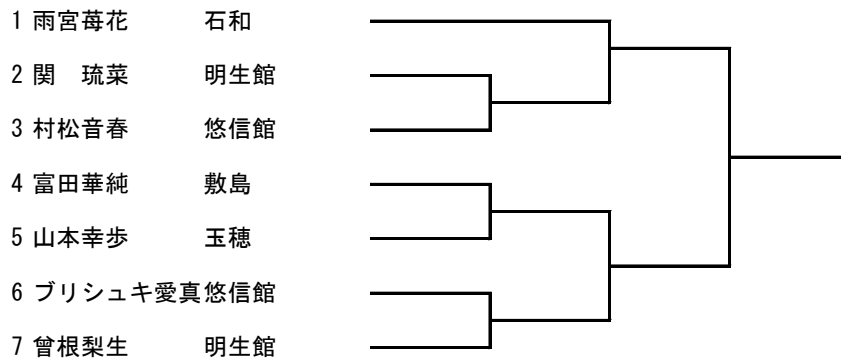 1 雨宮苺花 石和
2 関 琉菜 明生館
3 村松音春 悠信館
4 富田華純 敷島
5 山本幸歩 玉穂
6 ブリシュキ愛真 悠信館
7 曾根梨生 明生館